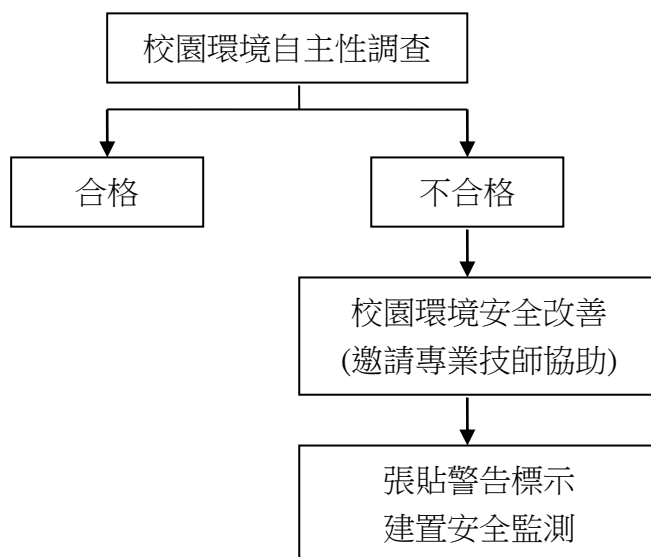 校園環境自主性調查
合格
不合格
校園環境安全改善
(邀請專業技師協助)
張貼警告標示
建置安全監測